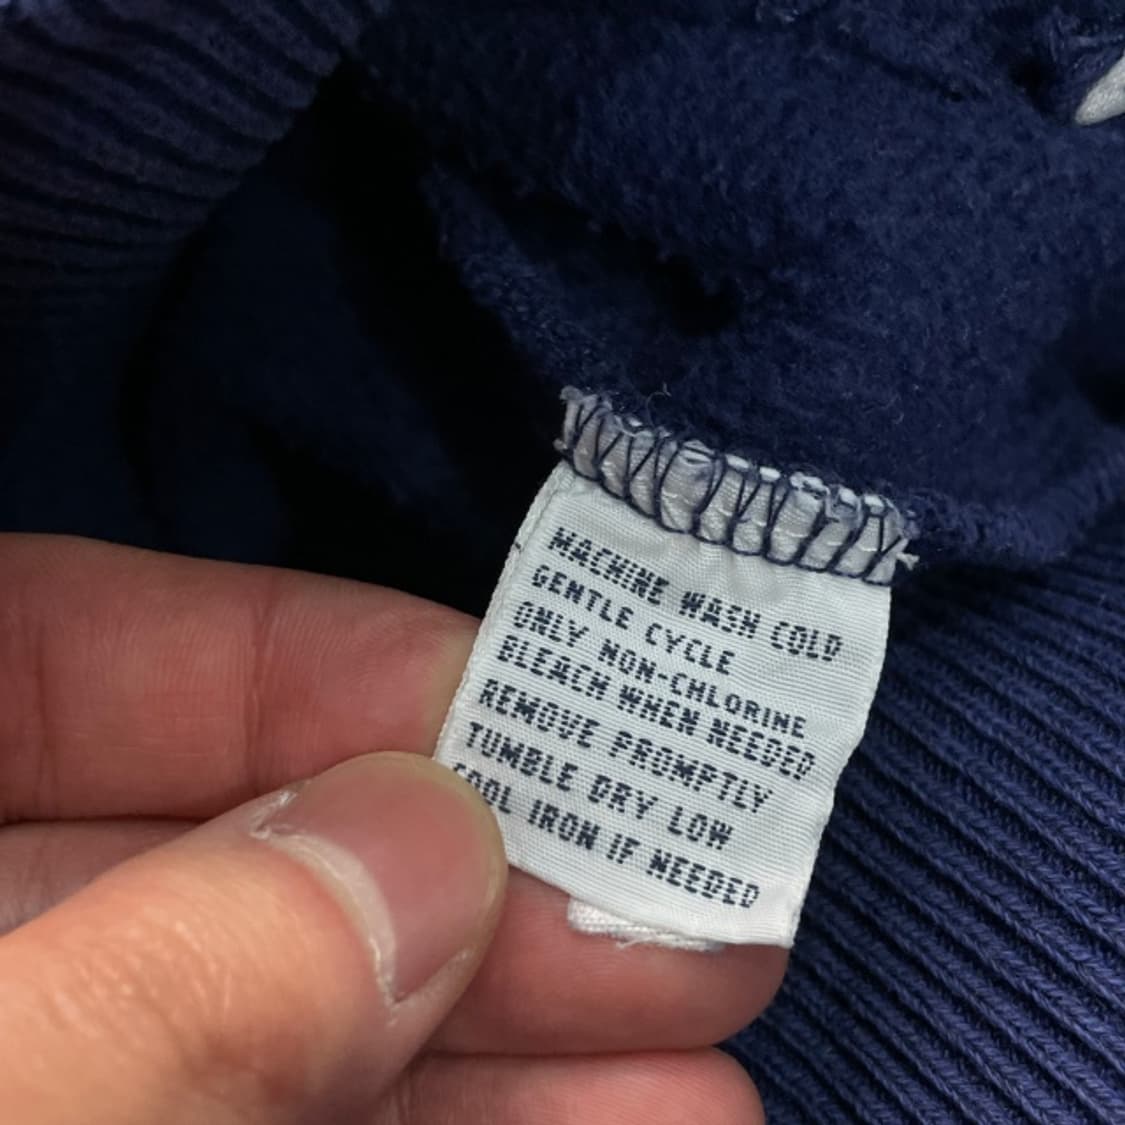 MACHINE WASH COLD
GENTLE CYCLE
ONLY NON-CHLORINE
BLEACH WHEN NEEDED
REMOVE PROMPTLY
TUMBLE DRY LOW
COOL IRON IF NEEDED